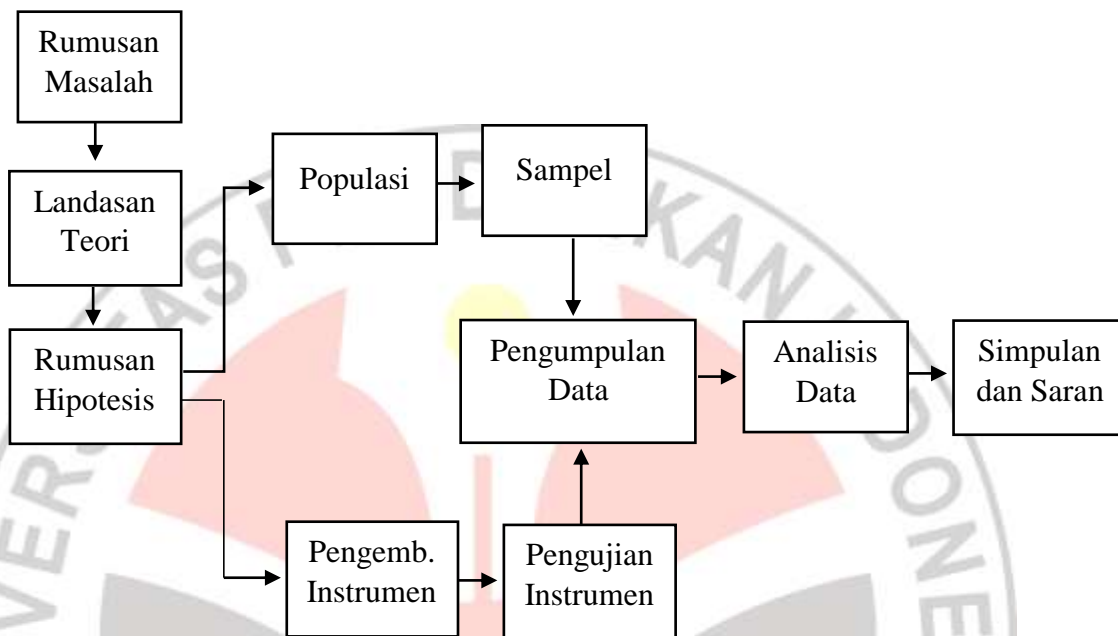 Rumusan
Masalah
Landasan
Teori
Rumusan
Hipotesis
Populasi
Sampel
Pengumpulan
Data
Analisis
Data
Simpulan
dan Saran
Pengemb.
Instrumen
Pengujian
Instrumen